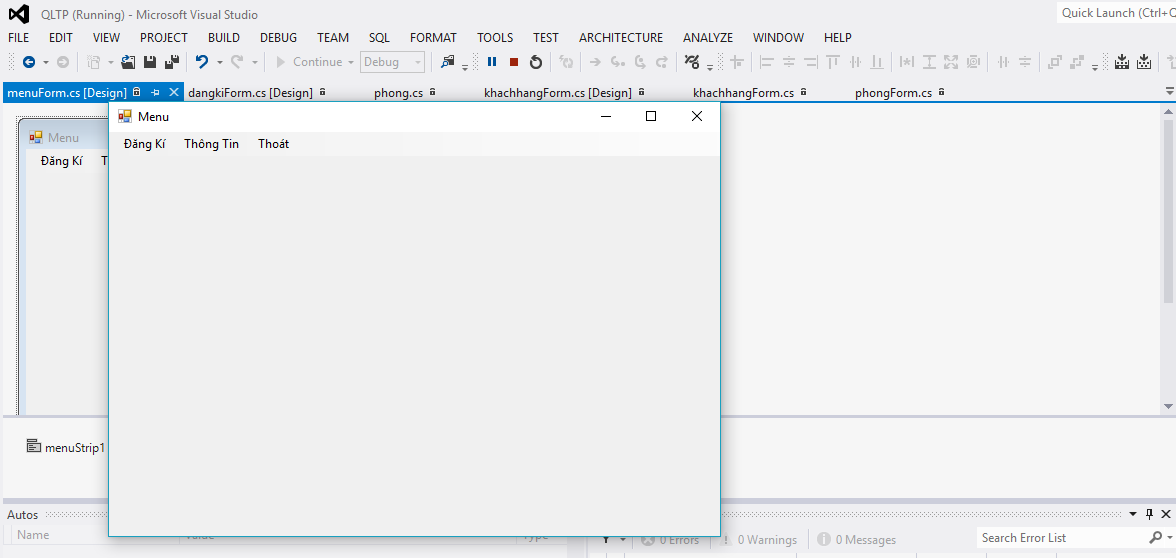 QLTP (Running) - Microsoft Visual Studio
Quick Launch (Ctrl+Q
FILE EDIT VIEW PROJECT BUILD DEBUG TEAM SQL FORMAT TOOLS TEST ARCHITECTURE ANALYZE WINDOW HELP
Continue Debug
menuForm.cs [Design] dangkiForm.cs [Design] phong.cs khachhangForm.cs [Design] khachhangForm.cs phongForm.cs
Menu
Đăng Kí Thông Tin Thoát
Menu
Đăng Kí T
menuStrip1
Autos
Name Value Type
0 Errors 0 Warnings 0 Messages Search Error List